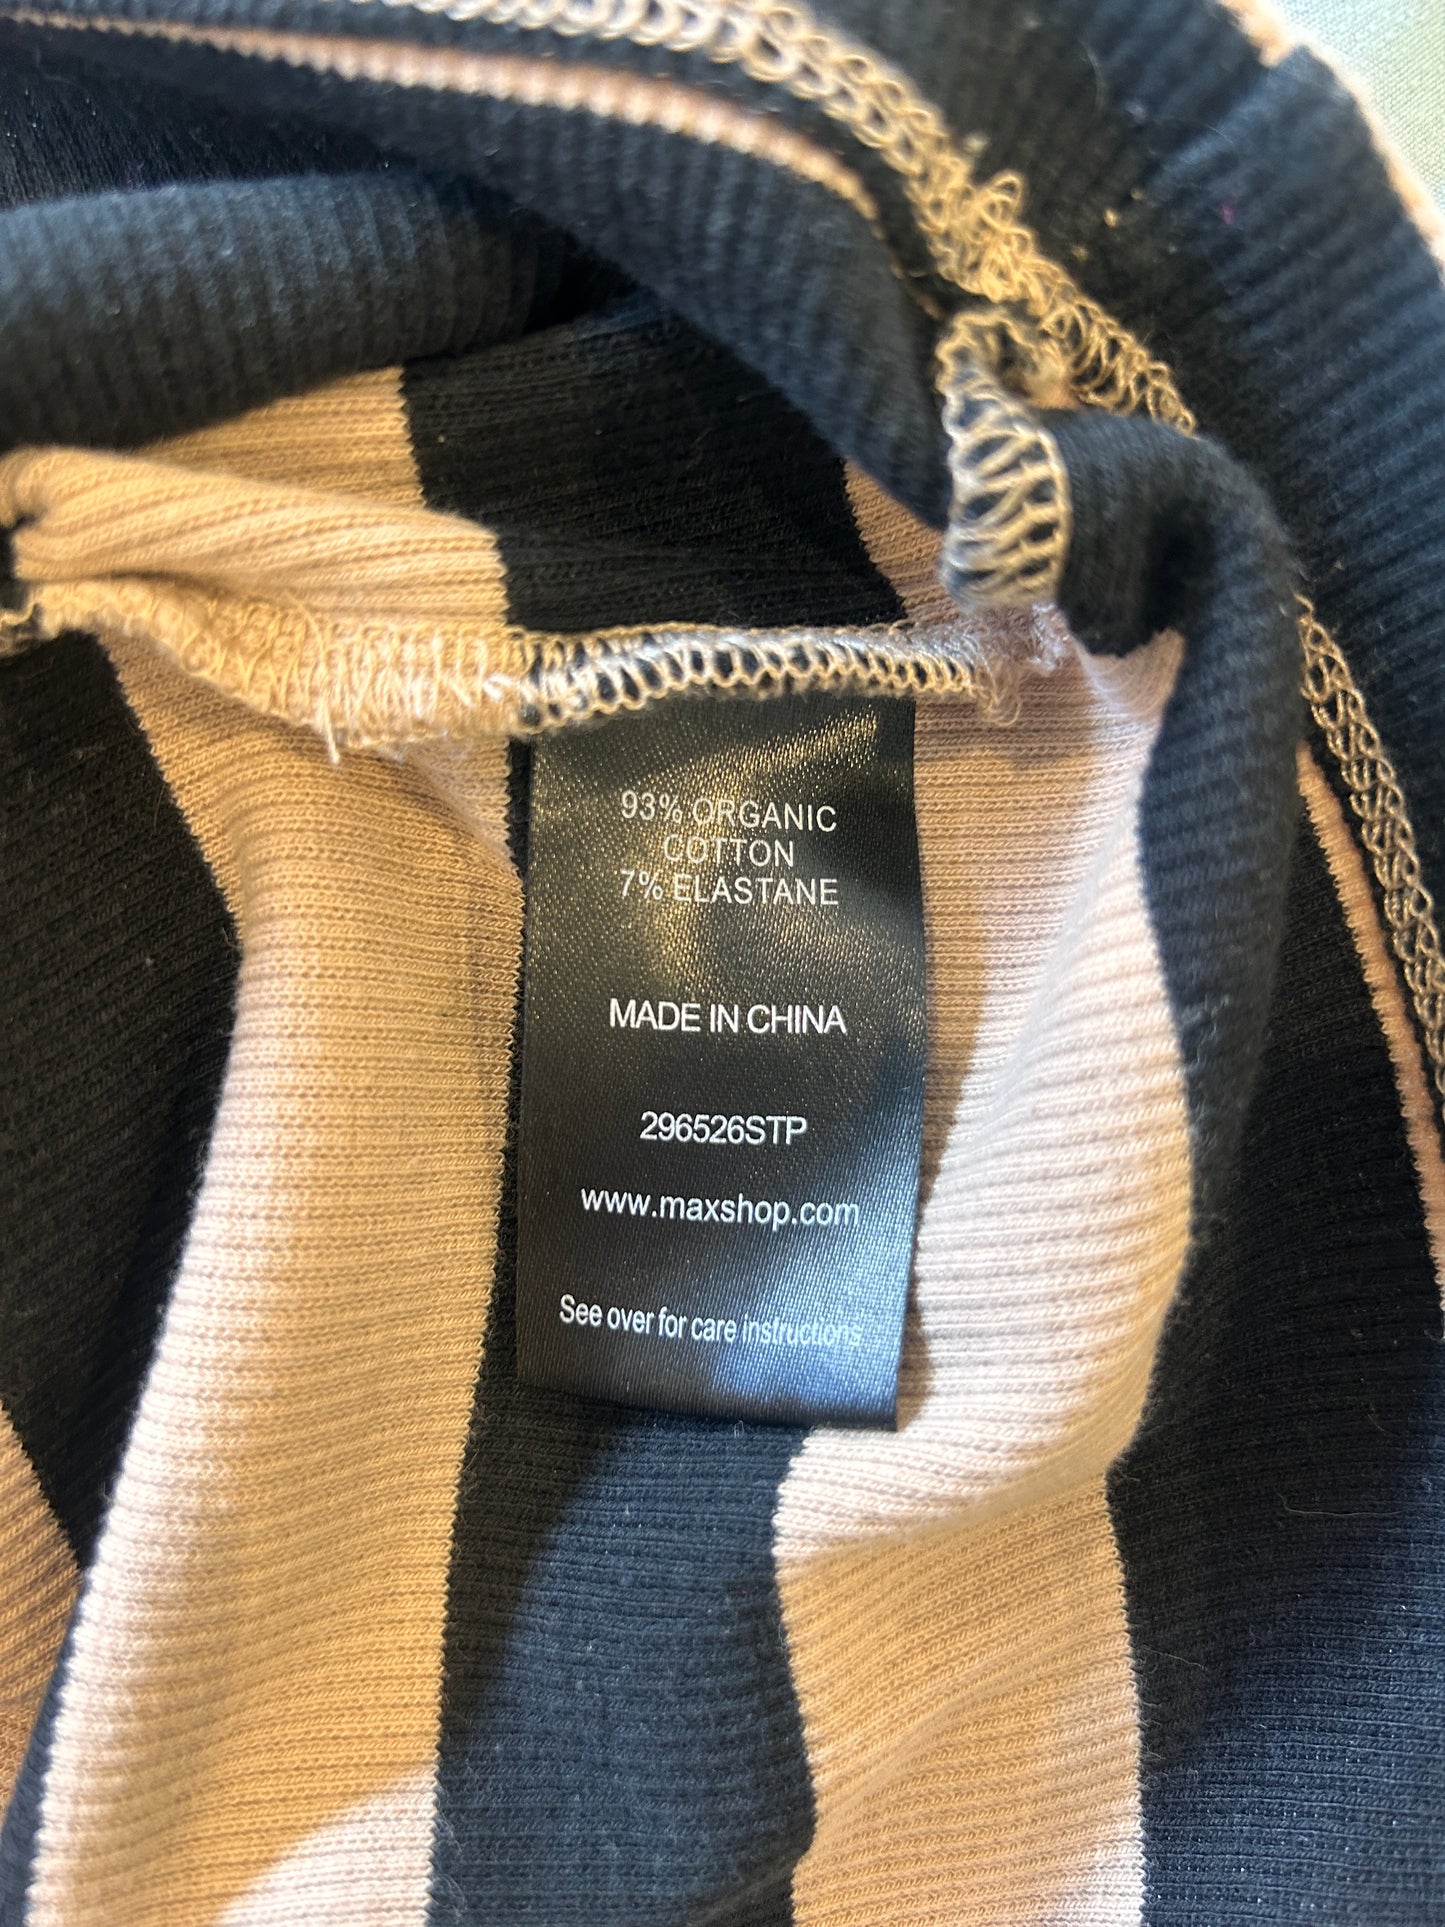 93% ORGANIC
COTTON
7% ELASTANE
MADE IN CHINA
296526STP
www.maxshop.com
See over for care instructions